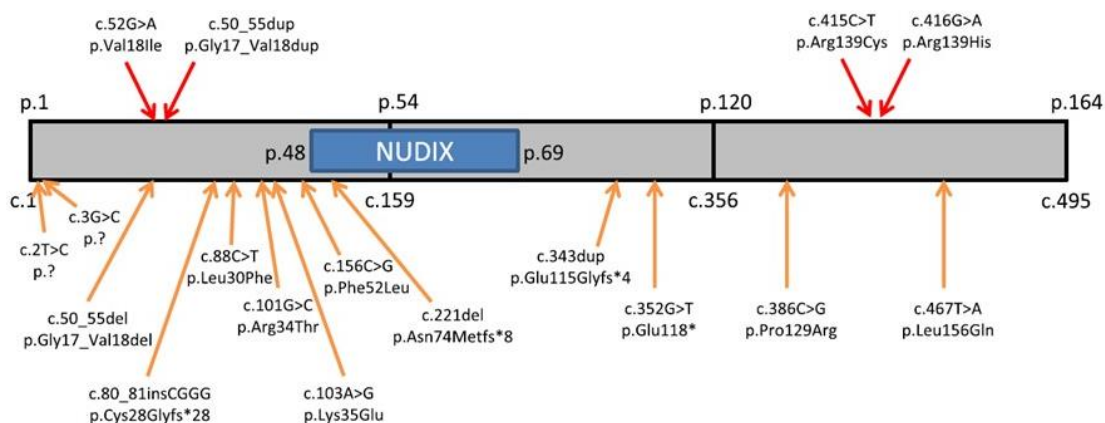 c.52G>A
p.Val18Ile
c.50_55dup
p.Gly17_Val18dup
c.415C>T
p.Arg139Cys
c.416G>A
p.Arg139His
p.1
p.54
p.120
p.164
p.48
NUDIX
p.69
c.1
c.159
c.356
c.495
c.3G>C
p.?
c.2T>C
p.?
c.88C>T
p.Leu30Phe
c.156C>G
p.Phe52Leu
c.343dup
p.Glu115Glyfs*4
c.101G>C
p.Arg34Thr
c.50_55del
p.Gly17_Val18del
c.221del
p.Asn74Metfs*8
c.352G>T
p.Glu118*
c.386C>G
p.Pro129Arg
c.467T>A
p.Leu156Gln
c.80_81insCGGG
p.Cys28Glyfs*28
c.103A>G
p.Lys35Glu